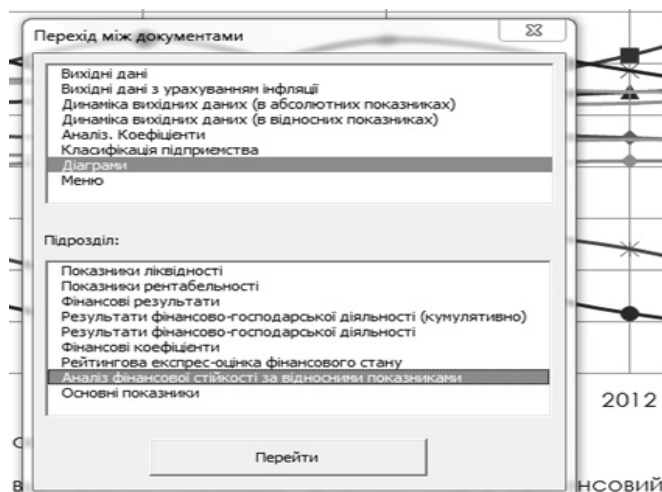 Перехід між документами
Вихідні дані
Вихідні дані з урахуванням інфляції
Динаміка вихідних даних (в абсолютних показниках)
Динаміка вихідних даних (в відносних показниках)
Аналіз. Коефіцієнти
Класифікація підприємства
Діаграми
Меню
Підрозділ:
Показники ліквідності
Показники рентабельності
Фінансові результати
Результати фінансово-господарської діяльності (кумулятивно)
Результати фінансово-господарської діяльності
Фінансові коефіцієнти
Рейтингова експрес-оцінка фінансового стану
Аналіз фінансової стійкості за відносними показниками
Основні показники
2012
Перейти
нсовий